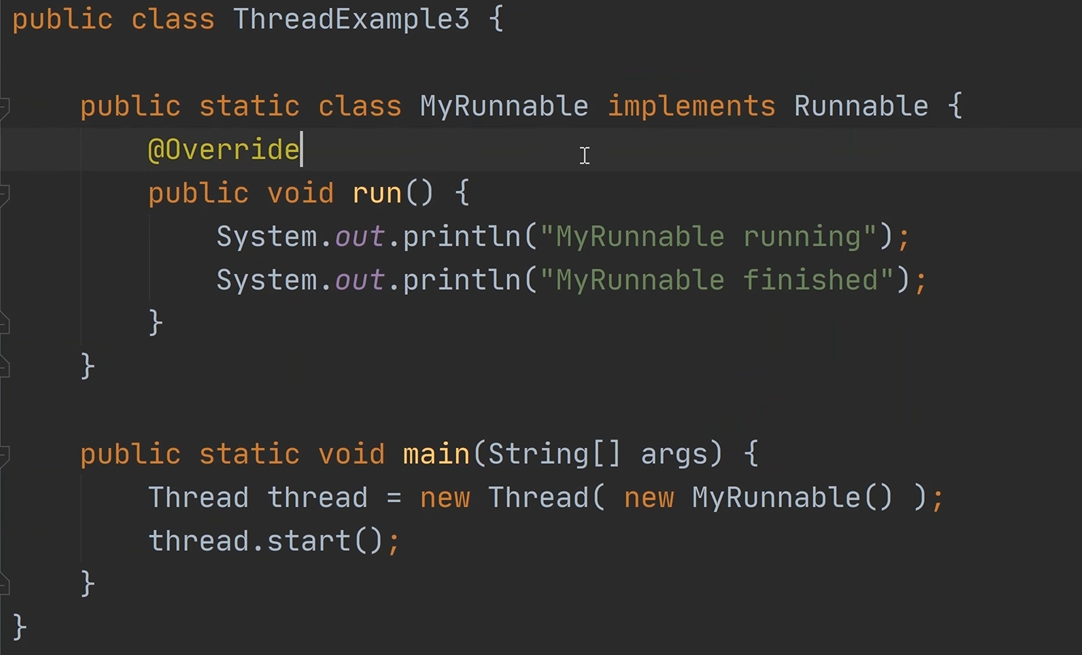 public class ThreadExample3 {
    public static class MyRunnable implements Runnable {
        @Override
        public void run() {
            System.out.println("MyRunnable running");
            System.out.println("MyRunnable finished");
        }
    }
    public static void main(String[] args) {
        Thread thread = new Thread( new MyRunnable() );
        thread.start();
    }
}